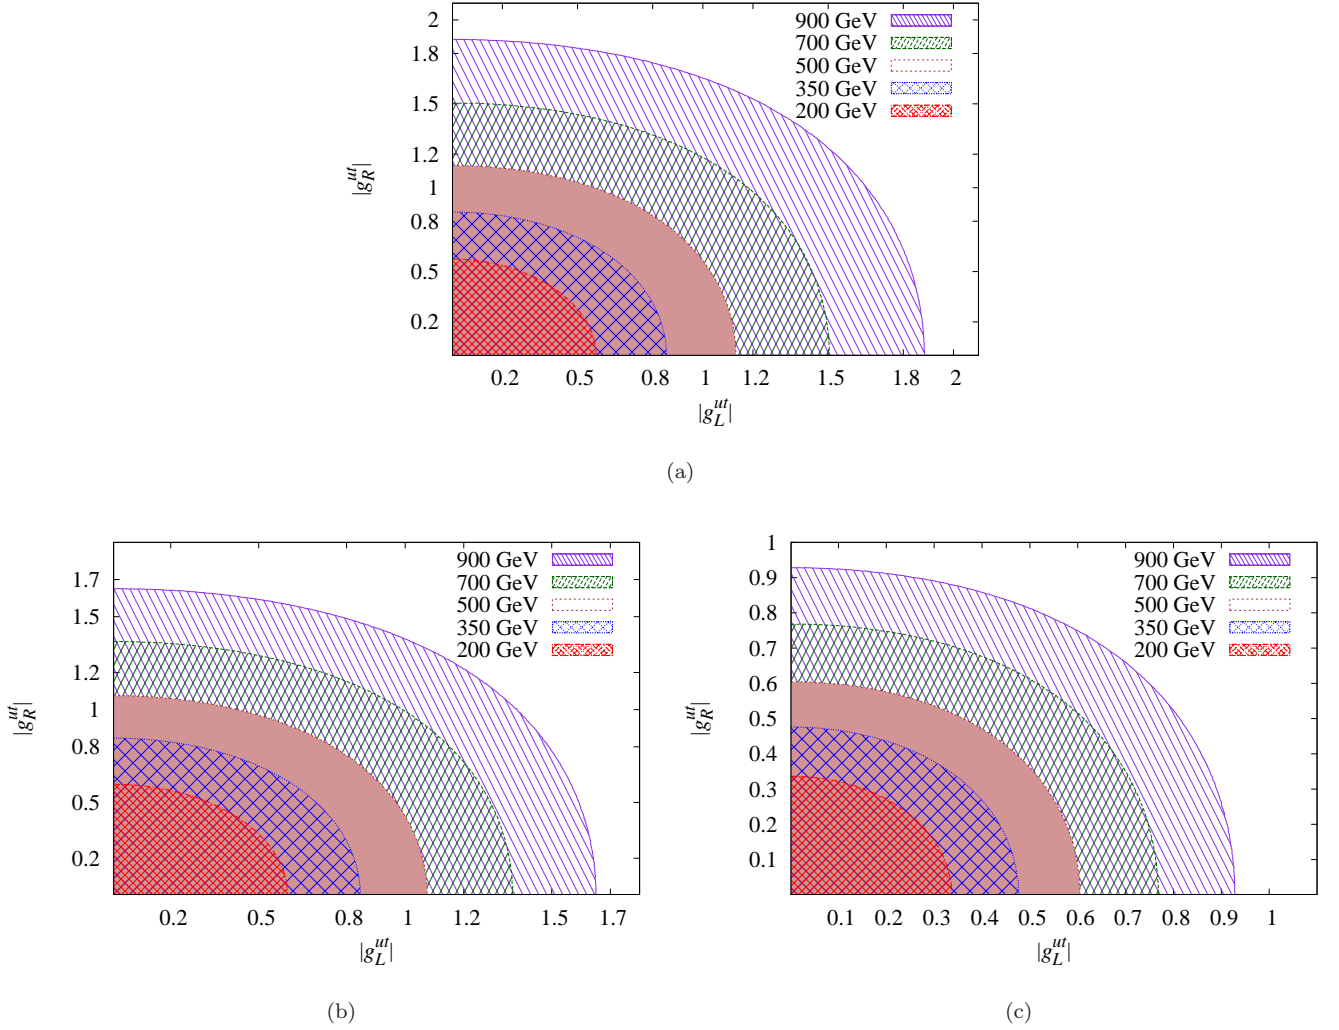 2
1.8
1.5
1.2
1
0.8
0.5
0.2
|g_R^{ut}|
900 GeV
700 GeV
500 GeV
350 GeV
200 GeV
0.2 0.5 0.8 1 1.2 1.5 1.8 2
|g_L^{ut}|
(a)
1.7
1.5
1.2
1
0.8
0.5
0.2
|g_R^{ut}|
900 GeV
700 GeV
500 GeV
350 GeV
200 GeV
0.2 0.5 0.8 1 1.2 1.5 1.7
|g_L^{ut}|
(b)
1
0.9
0.8
0.7
0.6
0.5
0.4
0.3
0.2
0.1
|g_R^{ut}|
900 GeV
700 GeV
500 GeV
350 GeV
200 GeV
0.1 0.2 0.3 0.4 0.5 0.6 0.7 0.8 0.9 1
|g_L^{ut}|
(c)